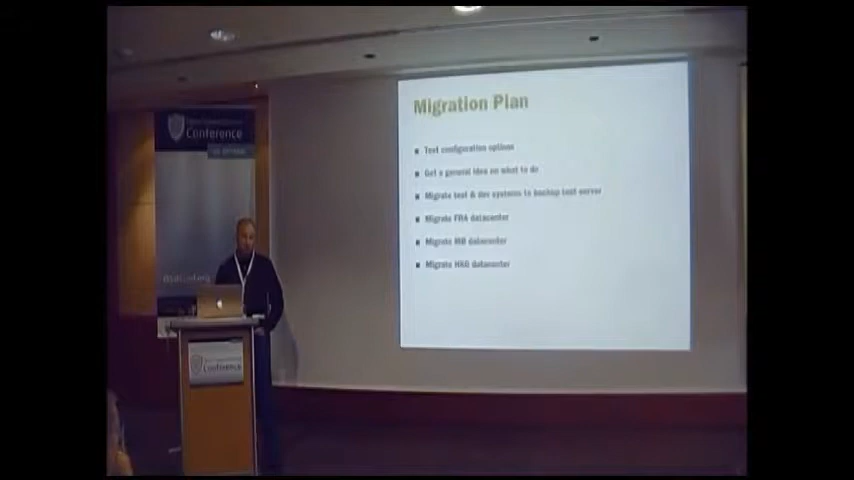 Migration Plan
Test configuration options
Get a general idea on what to do
Migrate test & dev systems to backup test server
Migrate FRA datacenter
Migrate datacenter
Migrate HKG datacenter
Conference
Conference